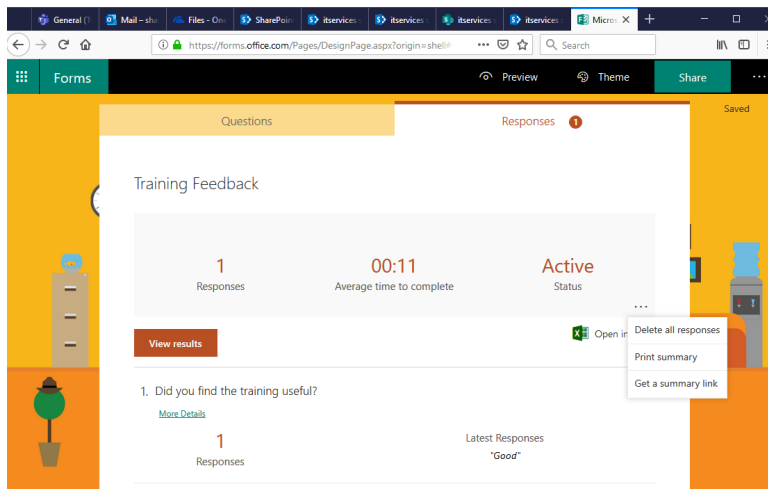 General (T Mail – sha Files - One SharePoin itservices - s itservices - s itservices - itservices - s Micros
https://forms.office.com/Pages/DesignPage.aspx?origin=shell# Search
Forms Preview Theme Share
Saved
Questions Responses 1
Training Feedback
1 00:11 Active
Responses Average time to complete Status
Delete all responses
View results Open in
Print summary
Get a summary link
1. Did you find the training useful?
More Details
1 Latest Responses
Responses "Good"